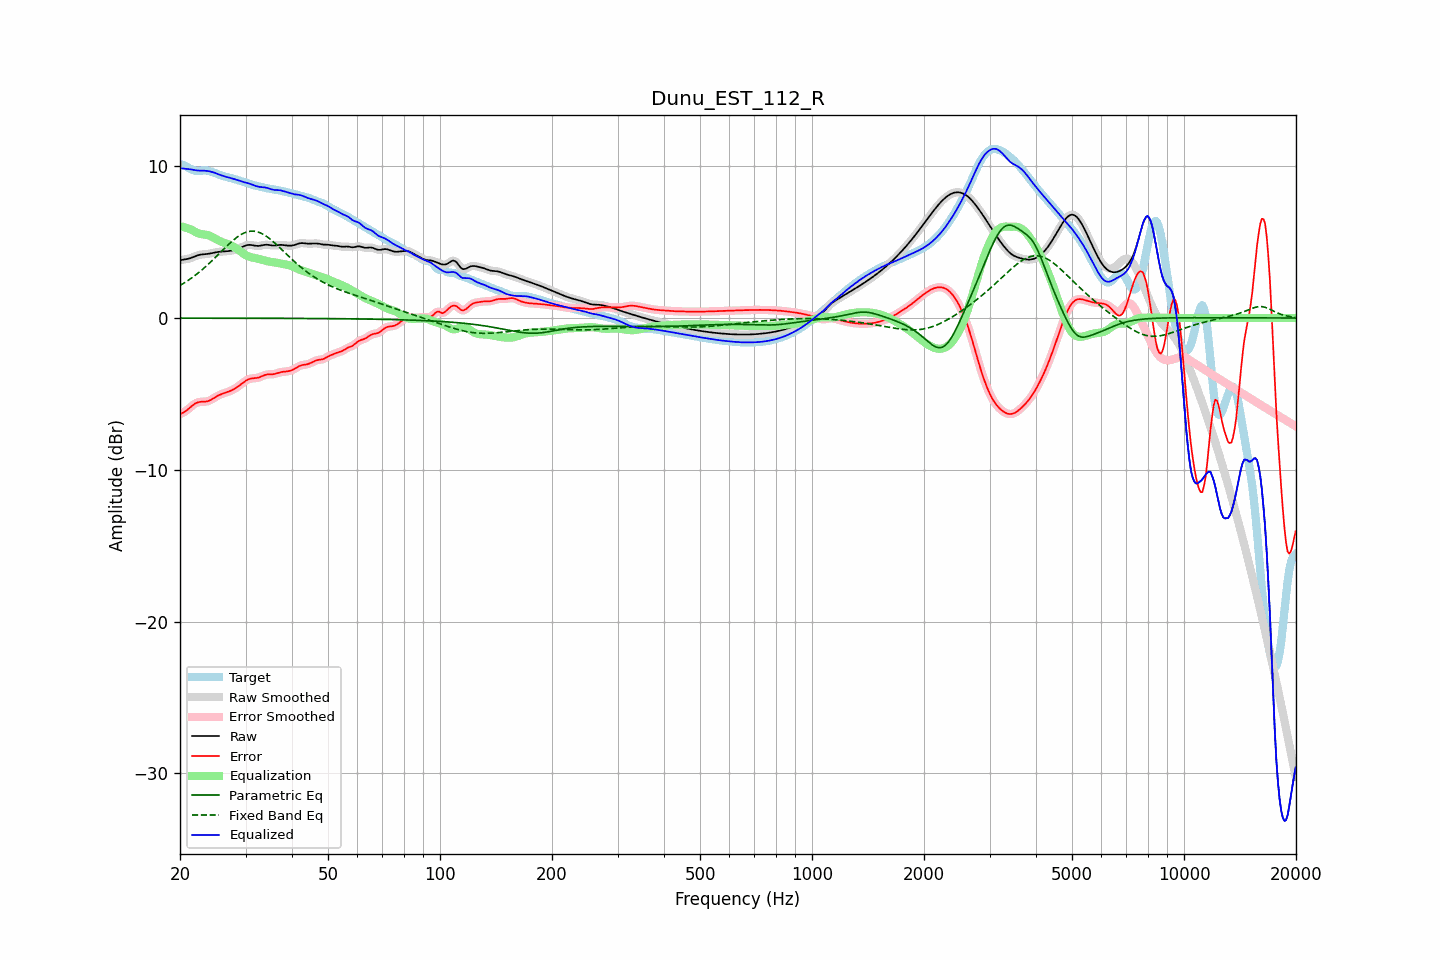 Dunu_EST_112_R
10
0
−10
−20
−30
Amplitude (dBr)
Target
Raw Smoothed
Error Smoothed
Raw
Error
Equalization
Parametric Eq
Fixed Band Eq
Equalized
20 50 100 200 500 1000 2000 5000 10000 20000
Frequency (Hz)